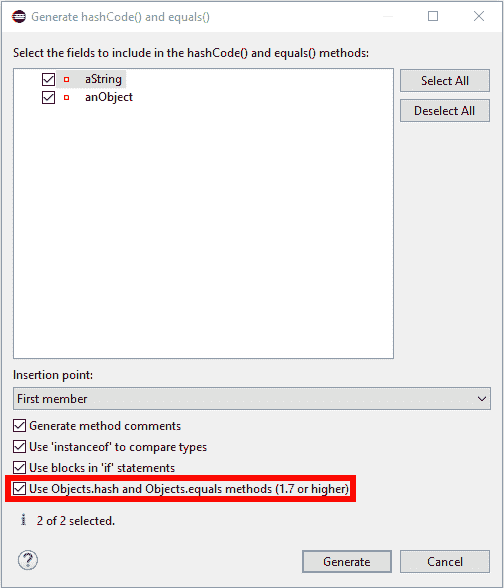 Generate hashCode() and equals()
Select the fields to include in the hashCode() and equals() methods:
aString
anObject
Select All
Deselect All
Insertion point:
First member
Generate method comments
Use 'instanceof' to compare types
Use blocks in 'if' statements
Use Objects.hash and Objects.equals methods (1.7 or higher)
2 of 2 selected.
Generate
Cancel